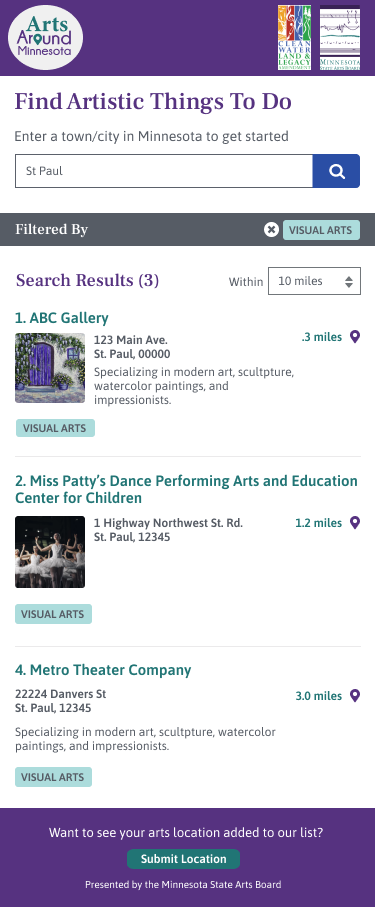 Arts
Around
Minnesota
CLEAN
WATER
LAND &
LEGACY
AMENDMENT
MINNESOTA
STATE ARTS BOARD
Find Artistic Things To Do
Enter a town/city in Minnesota to get started
St Paul
Filtered By
VISUAL ARTS
Search Results (3)
Within
10 miles
1. ABC Gallery
123 Main Ave.
.3 miles
St. Paul, 00000
Specializing in modern art, scultpture,
watercolor paintings, and
impressionists.
VISUAL ARTS
2. Miss Patty’s Dance Performing Arts and Education
Center for Children
1 Highway Northwest St. Rd.
1.2 miles
St. Paul, 12345
VISUAL ARTS
4. Metro Theater Company
22224 Danvers St
3.0 miles
St. Paul, 12345
Specializing in modern art, scultpture, watercolor
paintings, and impressionists.
VISUAL ARTS
Want to see your arts location added to our list?
Submit Location
Presented by the Minnesota State Arts Board